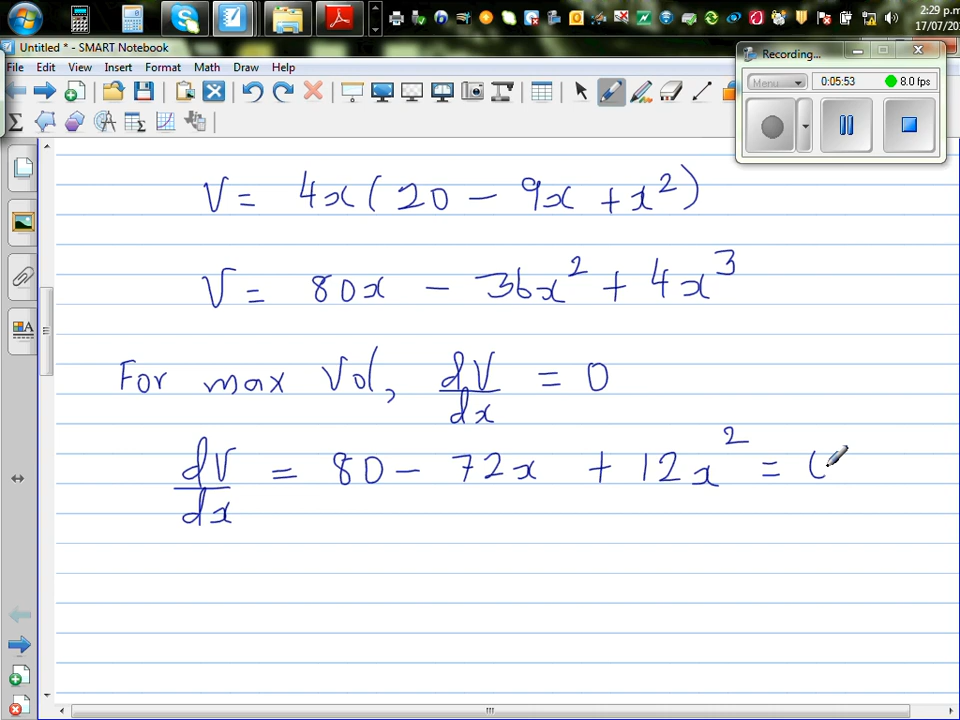 2:29 pm
17/07/20
Untitled * - SMART Notebook
File Edit View Insert Format Math Draw Help
Recording...
Menu 0:05:53 8.0 fps
V = 4x(20 - 9x + x²)
V = 80x - 36x² + 4x³
For max Vol, dV/dx = 0
dV/dx = 80 - 72x + 12x² =